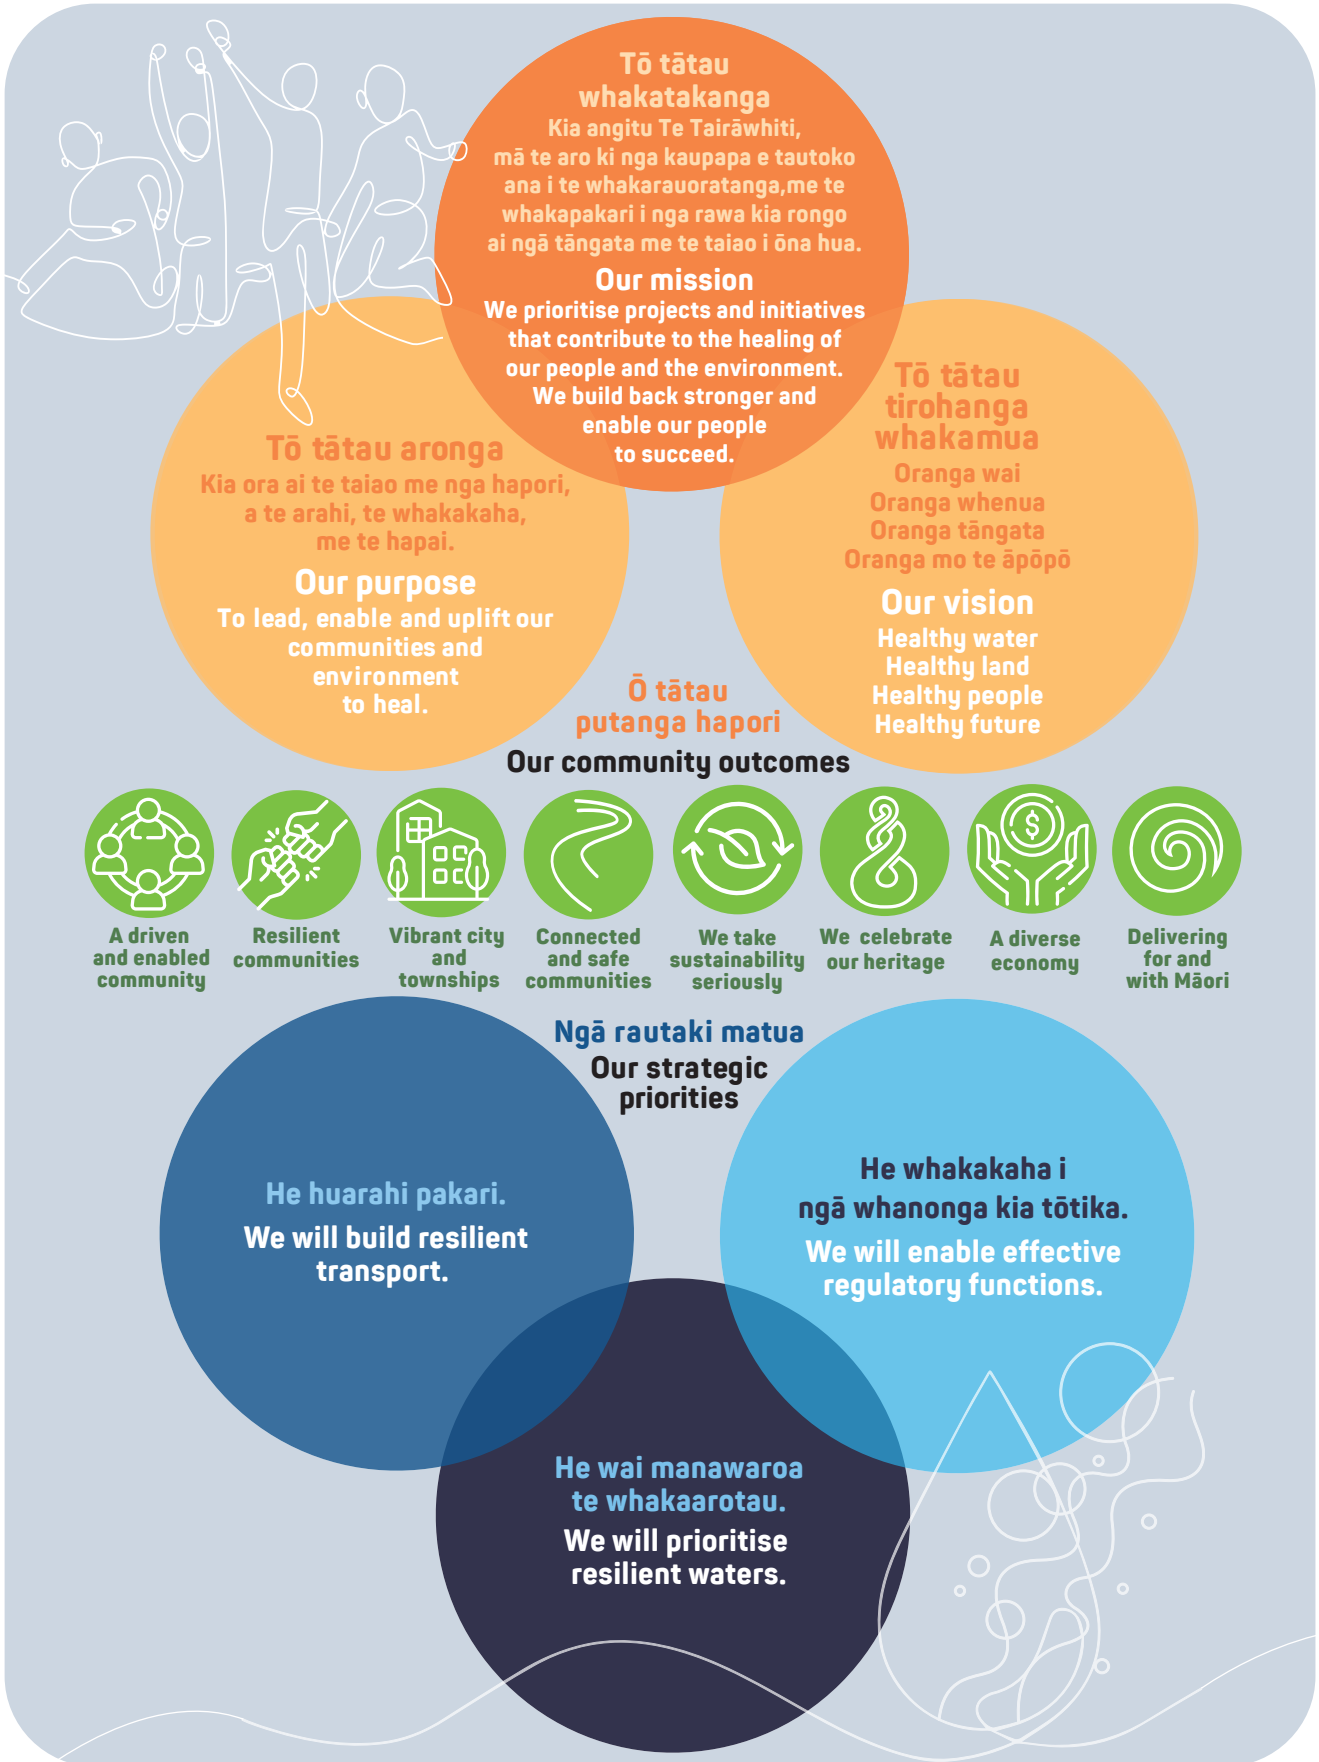 Tō tātau
whakatakanga
Kia angitu Te Tairāwhiti,
mā te aro ki nga kaupapa e tautoko
ana i te whakarauoratanga,me te
whakapakari i nga rawa kia rongo
ai ngā tāngata me te taiao i ōna hua.
Our mission
We prioritise projects and initiatives
that contribute to the healing of
our people and the environment.
We build back stronger and
enable our people
to succeed.
Tō tātau aronga
Kia ora ai te taiao me nga hapori,
a te arahi, te whakakaha,
me te hapai.
Our purpose
To lead, enable and uplift our
communities and
environment
to heal.
Tō tātau
tirohanga
whakamua
Oranga wai
Oranga whenua
Oranga tāngata
Oranga mo te āpōpō
Our vision
Healthy water
Healthy land
Healthy people
Healthy future
Ō tātau
putanga hapori
Our community outcomes
$
A driven
and enabled
community
Resilient
communities
Vibrant city
and
townships
Connected
and safe
communities
We take
sustainability
seriously
We celebrate
our heritage
A diverse
economy
Delivering
for and
with Māori
Ngā rautaki matua
Our strategic
priorities
He huarahi pakari.
We will build resilient
transport.
He whakakaha i
ngā whanonga kia tōtika.
We will enable effective
regulatory functions.
He wai manawaroa
te whakaarotau.
We will prioritise
resilient waters.